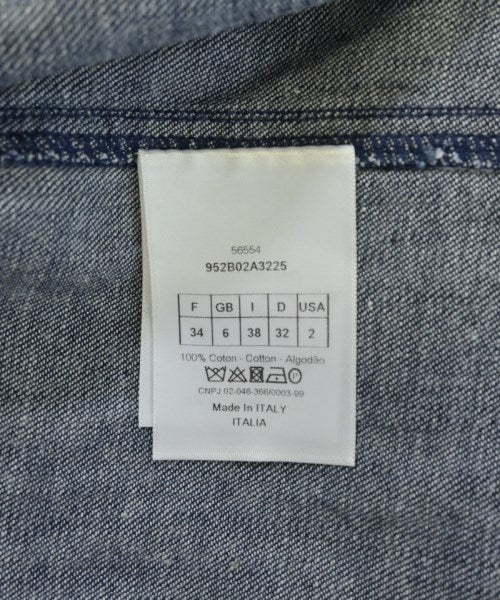 56554
952B02A3225
F GB I D USA
34 6 38 32 2
100% Coton - Cotton - Algodão
P
CNPJ 02-046-366/0003-99
Made In ITALY
ITALIA